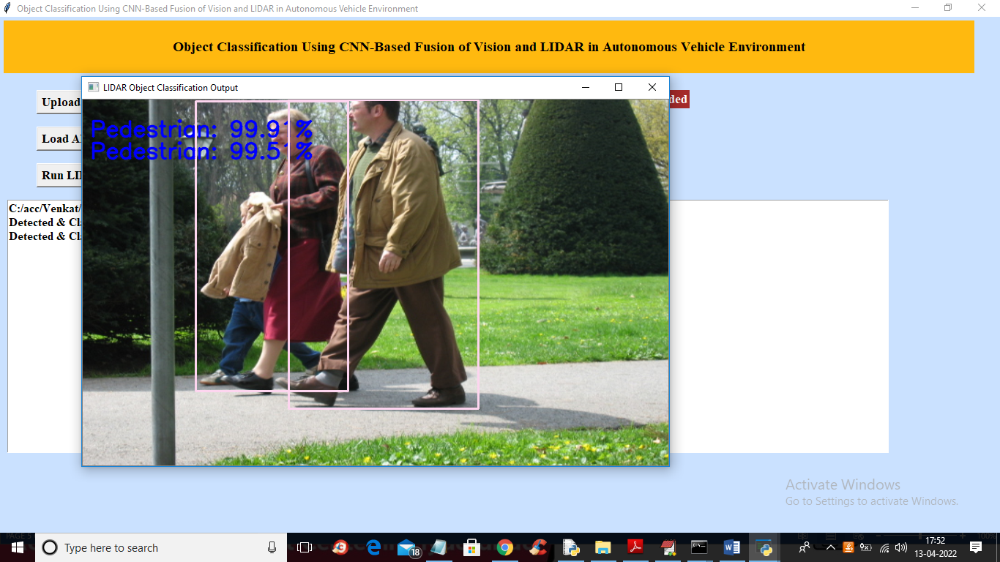 Object Classification Using CNN-Based Fusion of Vision and LIDAR in Autonomous Vehicle Environment
Object Classification Using CNN-Based Fusion of Vision and LIDAR in Autonomous Vehicle Environment
LIDAR Object Classification Output
Upload
ded
Pedestrian: 99.91%
Load Al
Pedestrian: 99.51%
Run LI
C:/acc/Venkat/
Detected & Cl
Detected & Cl
Activate Windows
Go to Settings to activate Windows.
Type here to search
18
17:52
13-04-2022
100%